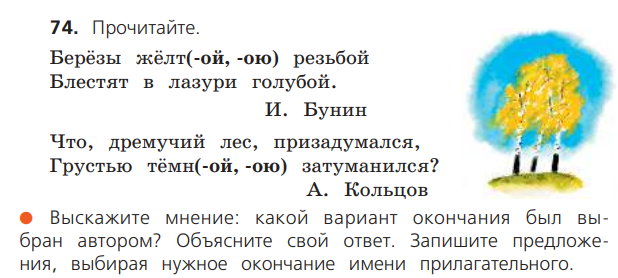 74. Прочитайте.
Берёзы жёлт(-ой, -ою) резьбой
Блестят в лазури голубой.
И. Бунин
Что, дремучий лес, призадумался,
Грустью тёмн(-ой, -ою) затуманился?
А. Кольцов
● Выскажите мнение: какой вариант окончания был вы-
бран автором? Объясните свой ответ. Запишите предложе-
ния, выбирая нужное окончание имени прилагательного.